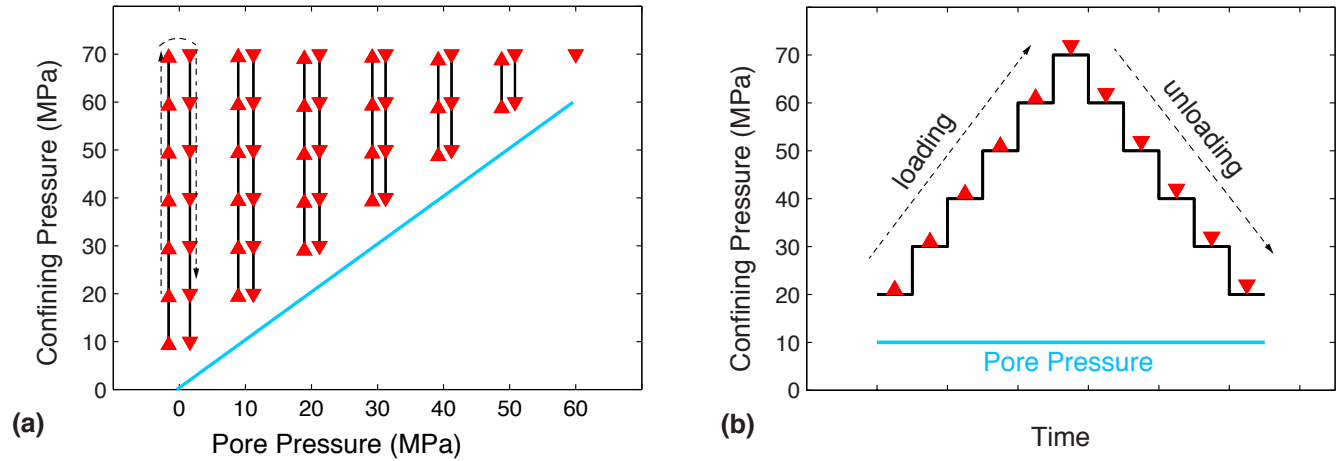 70
60
50
40
30
20
10
0
Confining Pressure (MPa)
0 10 20 30 40 50 60
Pore Pressure (MPa)
(a)
70
60
50
40
30
20
10
0
Confining Pressure (MPa)
loading
unloading
Pore Pressure
Time
(b)